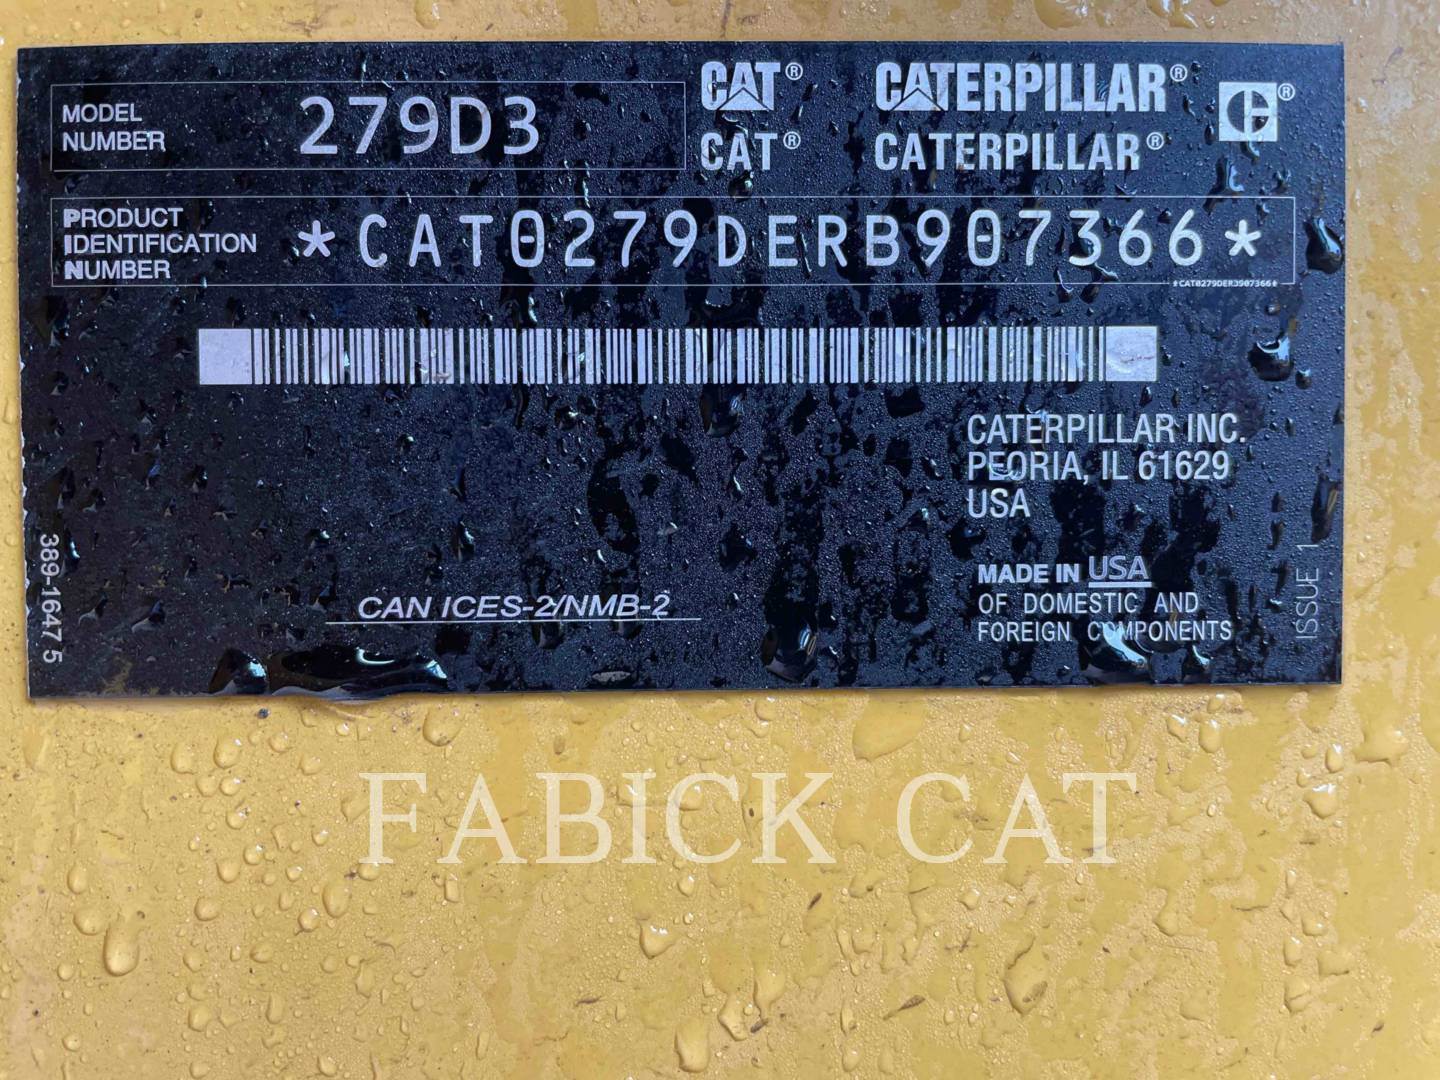 MODEL NUMBER 279D3
CAT® CATERPILLAR® ®
CAT® CATERPILLAR®
PRODUCT IDENTIFICATION NUMBER *CAT0279DERB907366*
CATERPILLAR INC.
PEORIA, IL 61629
USA
MADE IN USA
OF DOMESTIC AND
FOREIGN COMPONENTS
CAN ICES-2/NMB-2
389-1647 5
ISSUE 1
FABICK CAT